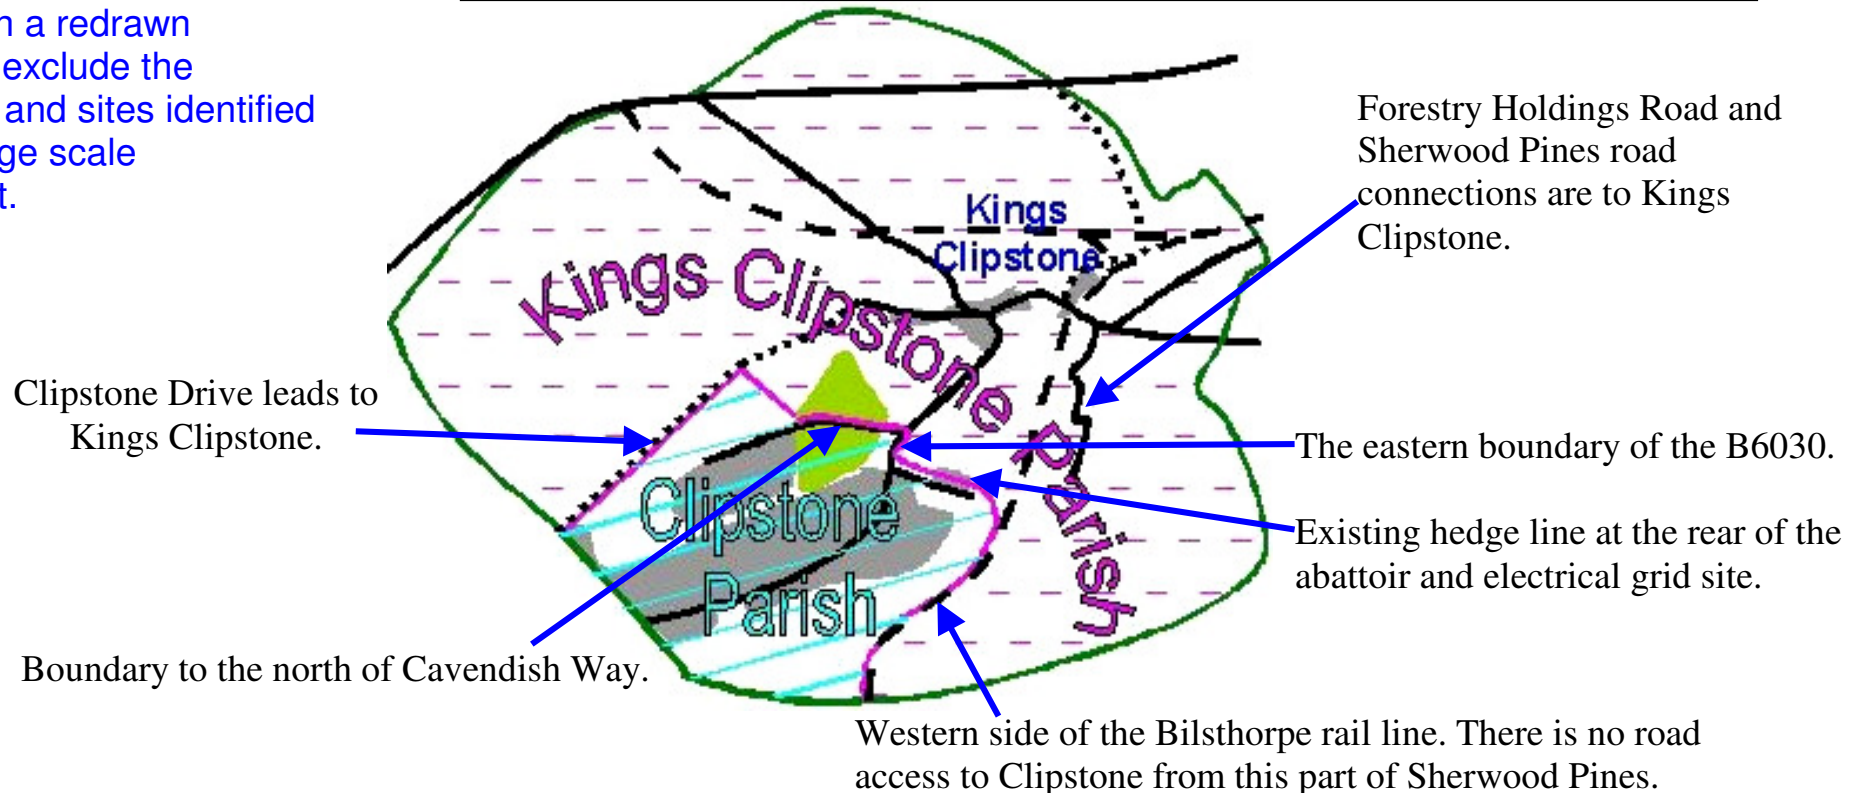 n a redrawn
exclude the
and sites identified
ge scale
t.
Forestry Holdings Road and
Sherwood Pines road
connections are to Kings
Clipstone.
Kings
Clipstone
Kings Clipstone Parish
Clipstone Drive leads to
Kings Clipstone.
The eastern boundary of the B6030.
Clipstone
Parish
Existing hedge line at the rear of the
abattoir and electrical grid site.
Boundary to the north of Cavendish Way.
Western side of the Bilsthorpe rail line. There is no road
access to Clipstone from this part of Sherwood Pines.